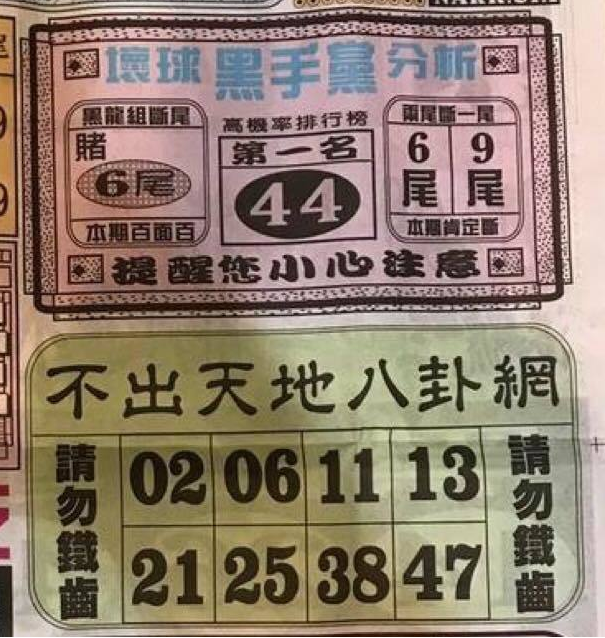 壞球黑手黨分析
黑龍組斷尾
賭
6尾
本期百面百
高機率排行榜
第一名
44
兩尾斷一尾
6尾 9尾
本期肯定斷
提醒您小心注意
不出天地八卦網
請勿鐵齒
02 06 11 13
21 25 38 47
請勿鐵齒